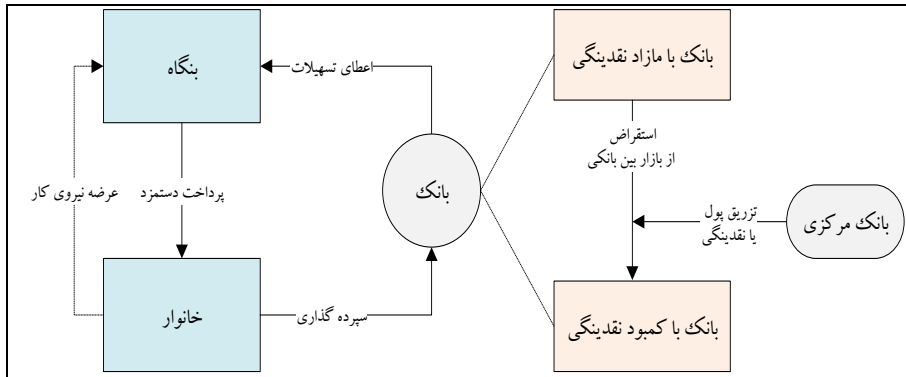 بانک با مازاد نقدینگی
بنگاه
اعطای تسهیلات
استقراض
از بازار بین بانکی
عرضه نیروی کار
پرداخت دستمزد
بانک
تزریق پول
یا نقدینگی
بانک مرکزی
خانوار
سپرده گذاری
بانک با کمبود نقدینگی